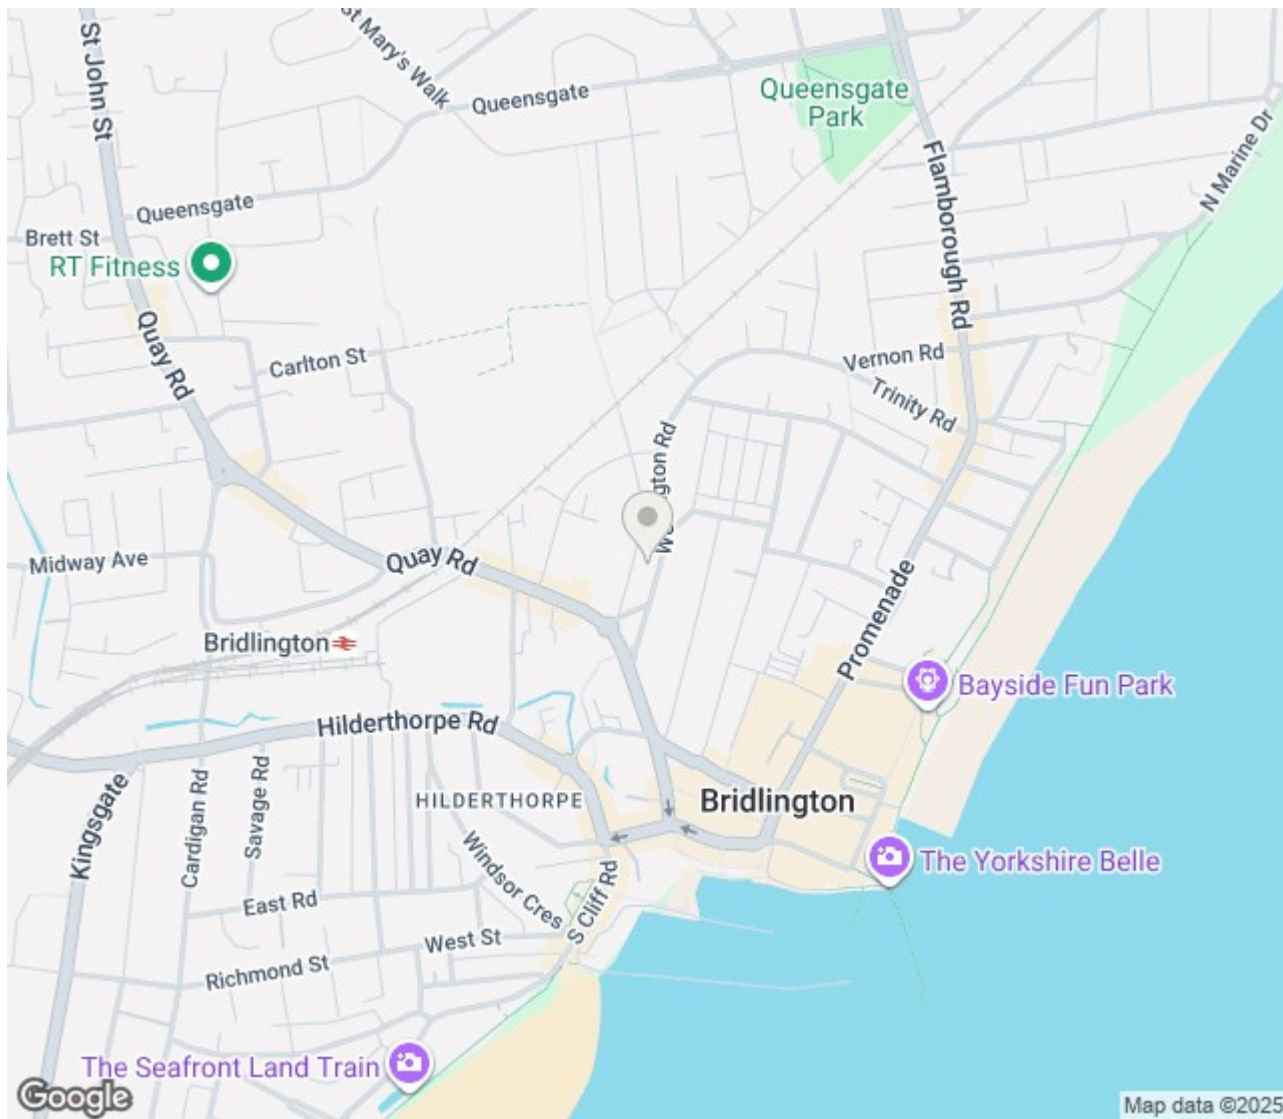 St John St
St Mary's Walk
Queensgate
Queensgate
Park
Flamborough Rd
N Marine Dr
Queensgate
Brett St
RT Fitness
Quay Rd
Carlton St
Vernon Rd
Trinity Rd
Midway Ave
Quay Rd
Promenade
Bridlington
Bayside Fun Park
Hilderthorpe Rd
Kingsgate
Cardigan Rd
Savage Rd
HILDERTHORPE
Bridlington
Windsor Cres
S Cliff Rd
The Yorkshire Belle
East Rd
West St
Richmond St
The Seafront Land Train
Google
Map data ©2025